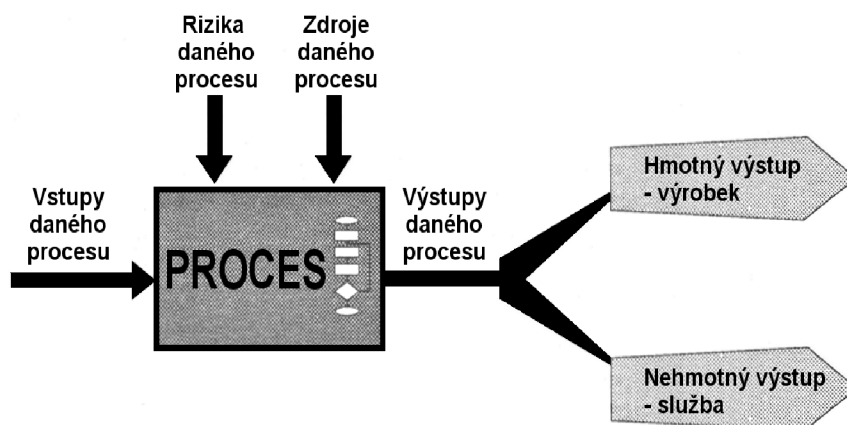 Rizika
daného
procesu
Zdroje
daného
procesu
Vstupy
daného
procesu
PROCES
Výstupy
daného
procesu
Hmotný výstup
- výrobek
Nehmotný výstup
- služba